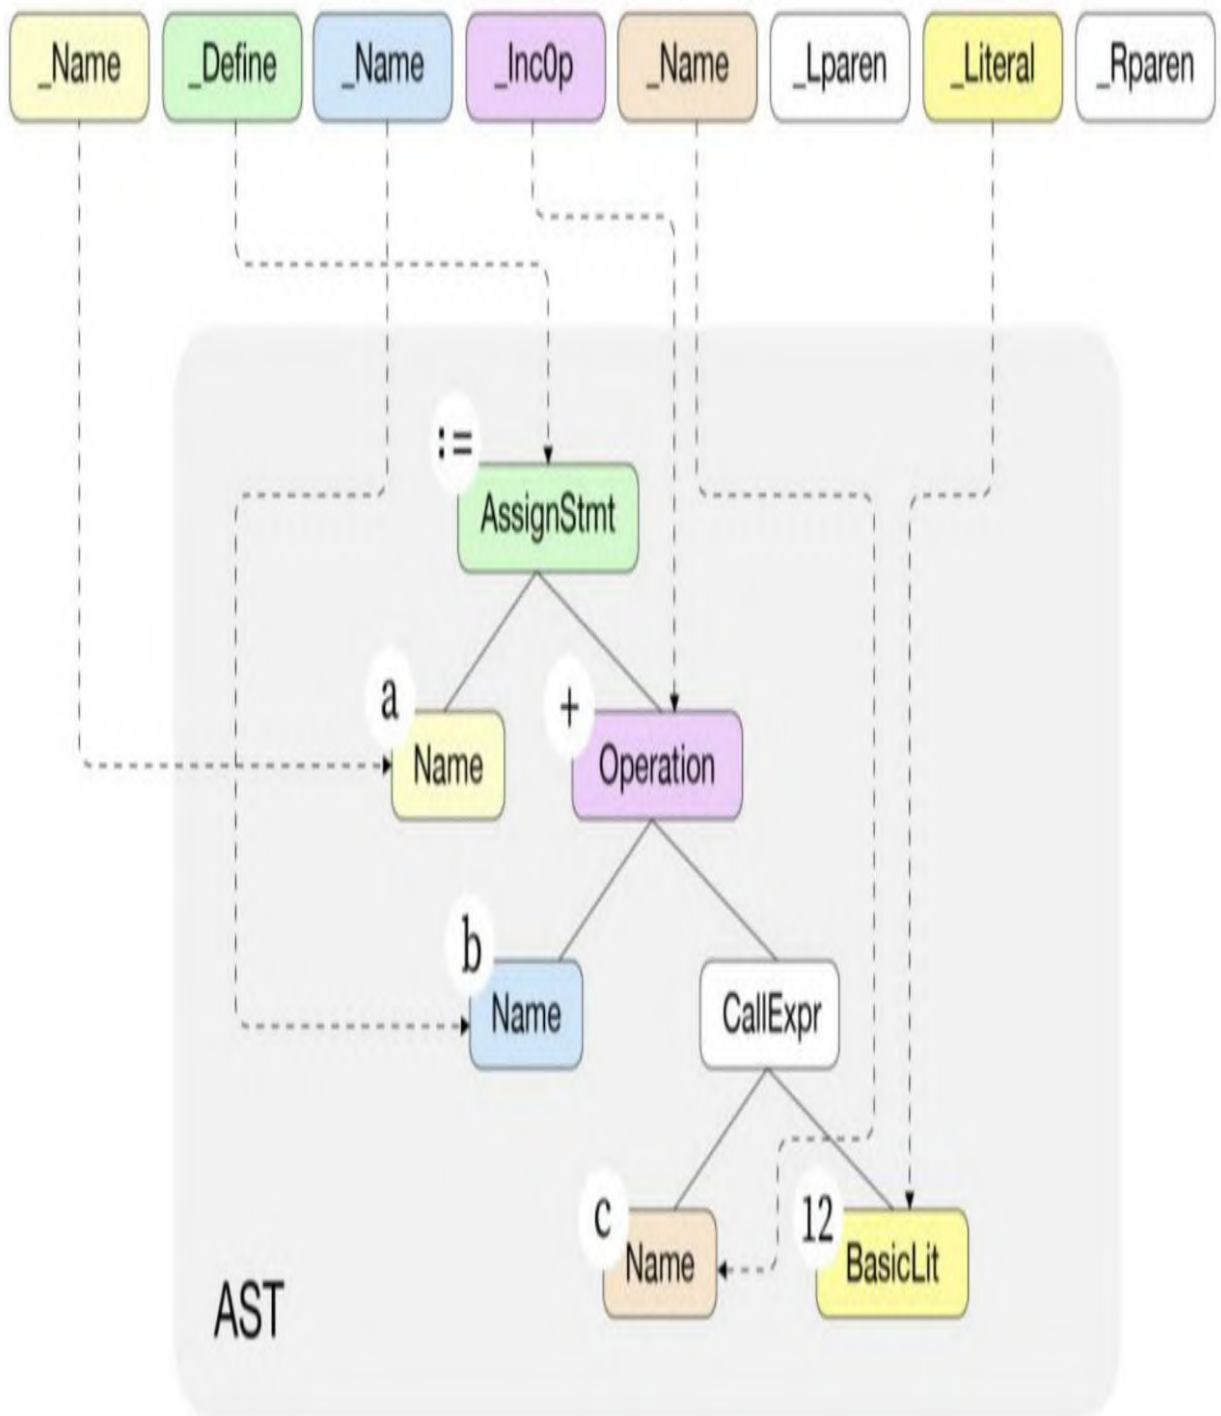 _Name _Define _Name _IncOp _Name _Lparen _Literal _Rparen
:=
AssignStmt
a
+
Name
Operation
b
Name
CallExpr
c
12
Name
BasicLit
AST